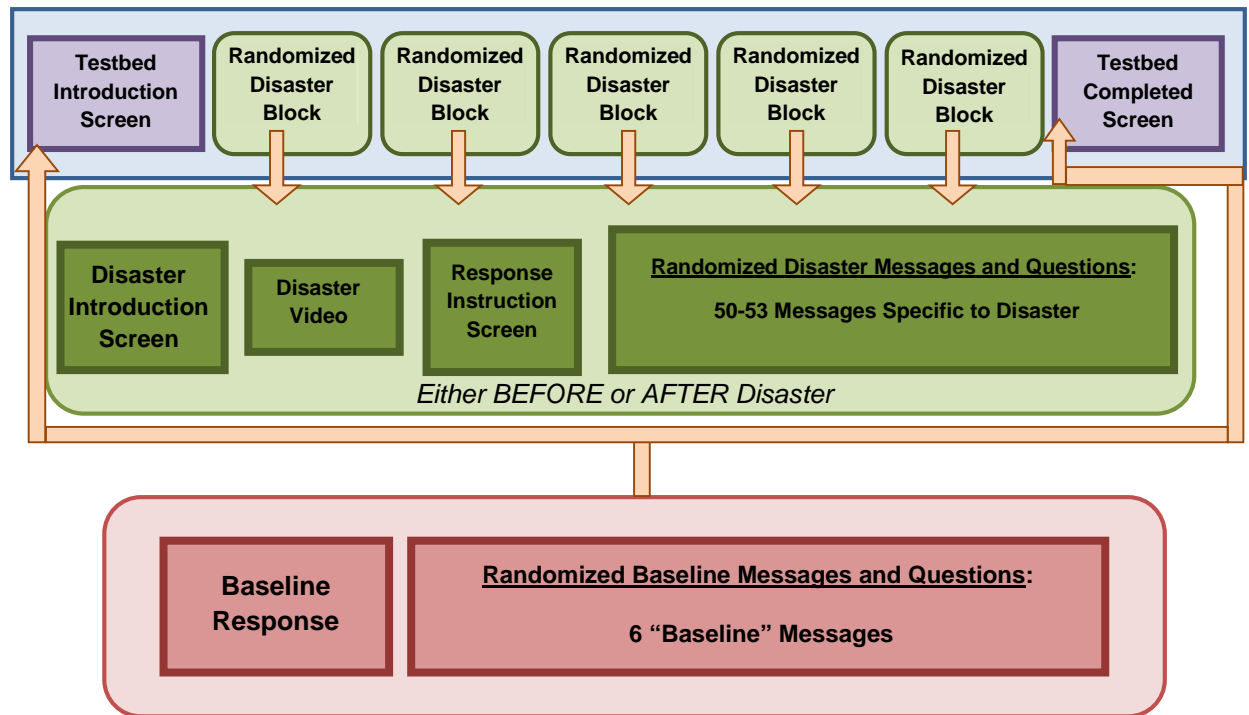 Testbed
Introduction
Screen
Randomized
Disaster
Block
Randomized
Disaster
Block
Randomized
Disaster
Block
Randomized
Disaster
Block
Randomized
Disaster
Block
Testbed
Completed
Screen
Disaster
Introduction
Screen
Disaster
Video
Response
Instruction
Screen
Randomized Disaster Messages and Questions:
50-53 Messages Specific to Disaster
Either BEFORE or AFTER Disaster
Baseline
Response
Randomized Baseline Messages and Questions:
6 “Baseline” Messages